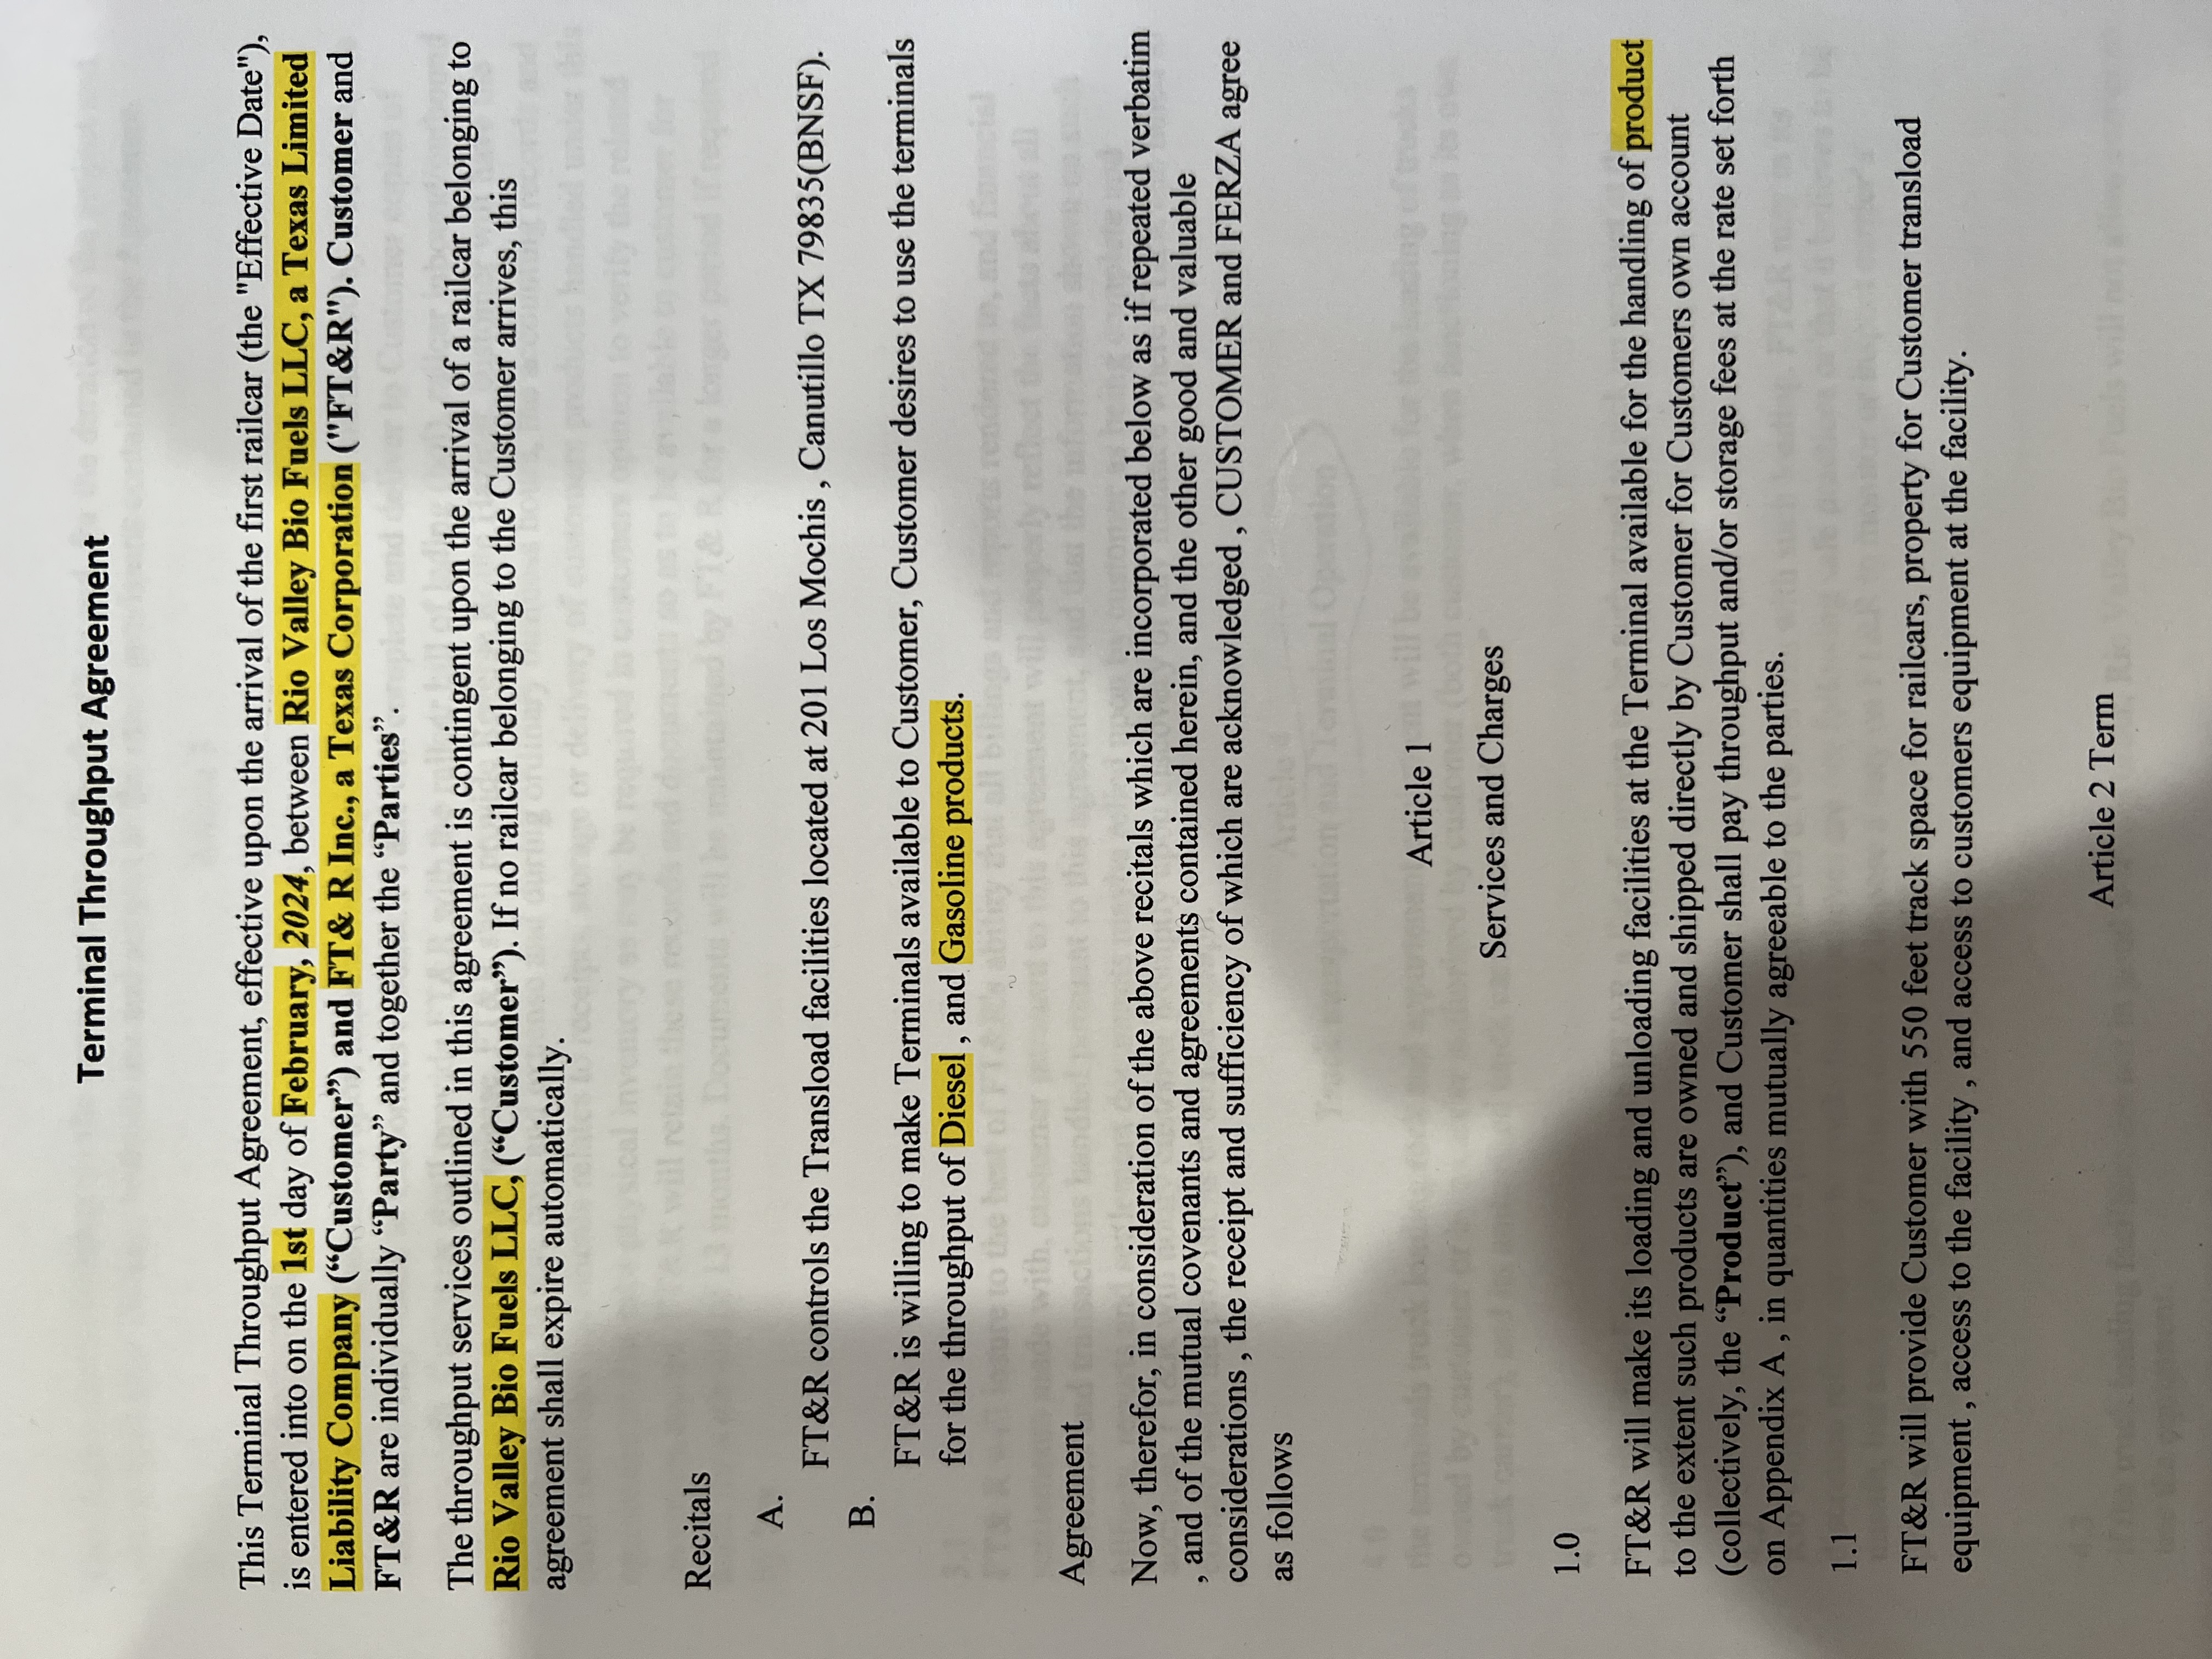 Terminal Throughput Agreement
This Terminal Throughput Agreement, effective upon the arrival of the first railcar (the "Effective Date"),
is entered into on the 1st day of February, 2024, between Rio Valley Bio Fuels LLC, a Texas Limited
Liability Company (“Customer”) and FT& R Inc., a Texas Corporation ("FT&R"). Customer and
FT&R are individually “Party” and together the “Parties”.
The throughput services outlined in this agreement is contingent upon the arrival of a railcar belonging to
Rio Valley Bio Fuels LLC, (“Customer”). If no railcar belonging to the Customer arrives, this
agreement shall expire automatically.
Recitals
A.
FT&R controls the Transload facilities located at 201 Los Mochis , Canutillo TX 79835(BNSF).
B.
FT&R is willing to make Terminals available to Customer, Customer desires to use the terminals
for the throughput of Diesel , and Gasoline products.
Agreement
Now, therefor, in consideration of the above recitals which are incorporated below as if repeated verbatim
, and of the mutual covenants and agreements contained herein, and the other good and valuable
considerations , the receipt and sufficiency of which are acknowledged , CUSTOMER and FERZA agree
as follows
Article 1
Services and Charges
1.0
FT&R will make its loading and unloading facilities at the Terminal available for the handling of product
to the extent such products are owned and shipped directly by Customer for Customers own account
(collectively, the “Product”), and Customer shall pay throughput and/or storage fees at the rate set forth
on Appendix A , in quantities mutually agreeable to the parties.
1.1
FT&R will provide Customer with 550 feet track space for railcars, property for Customer transload
equipment , access to the facility , and access to customers equipment at the facility.
Article 2 Term